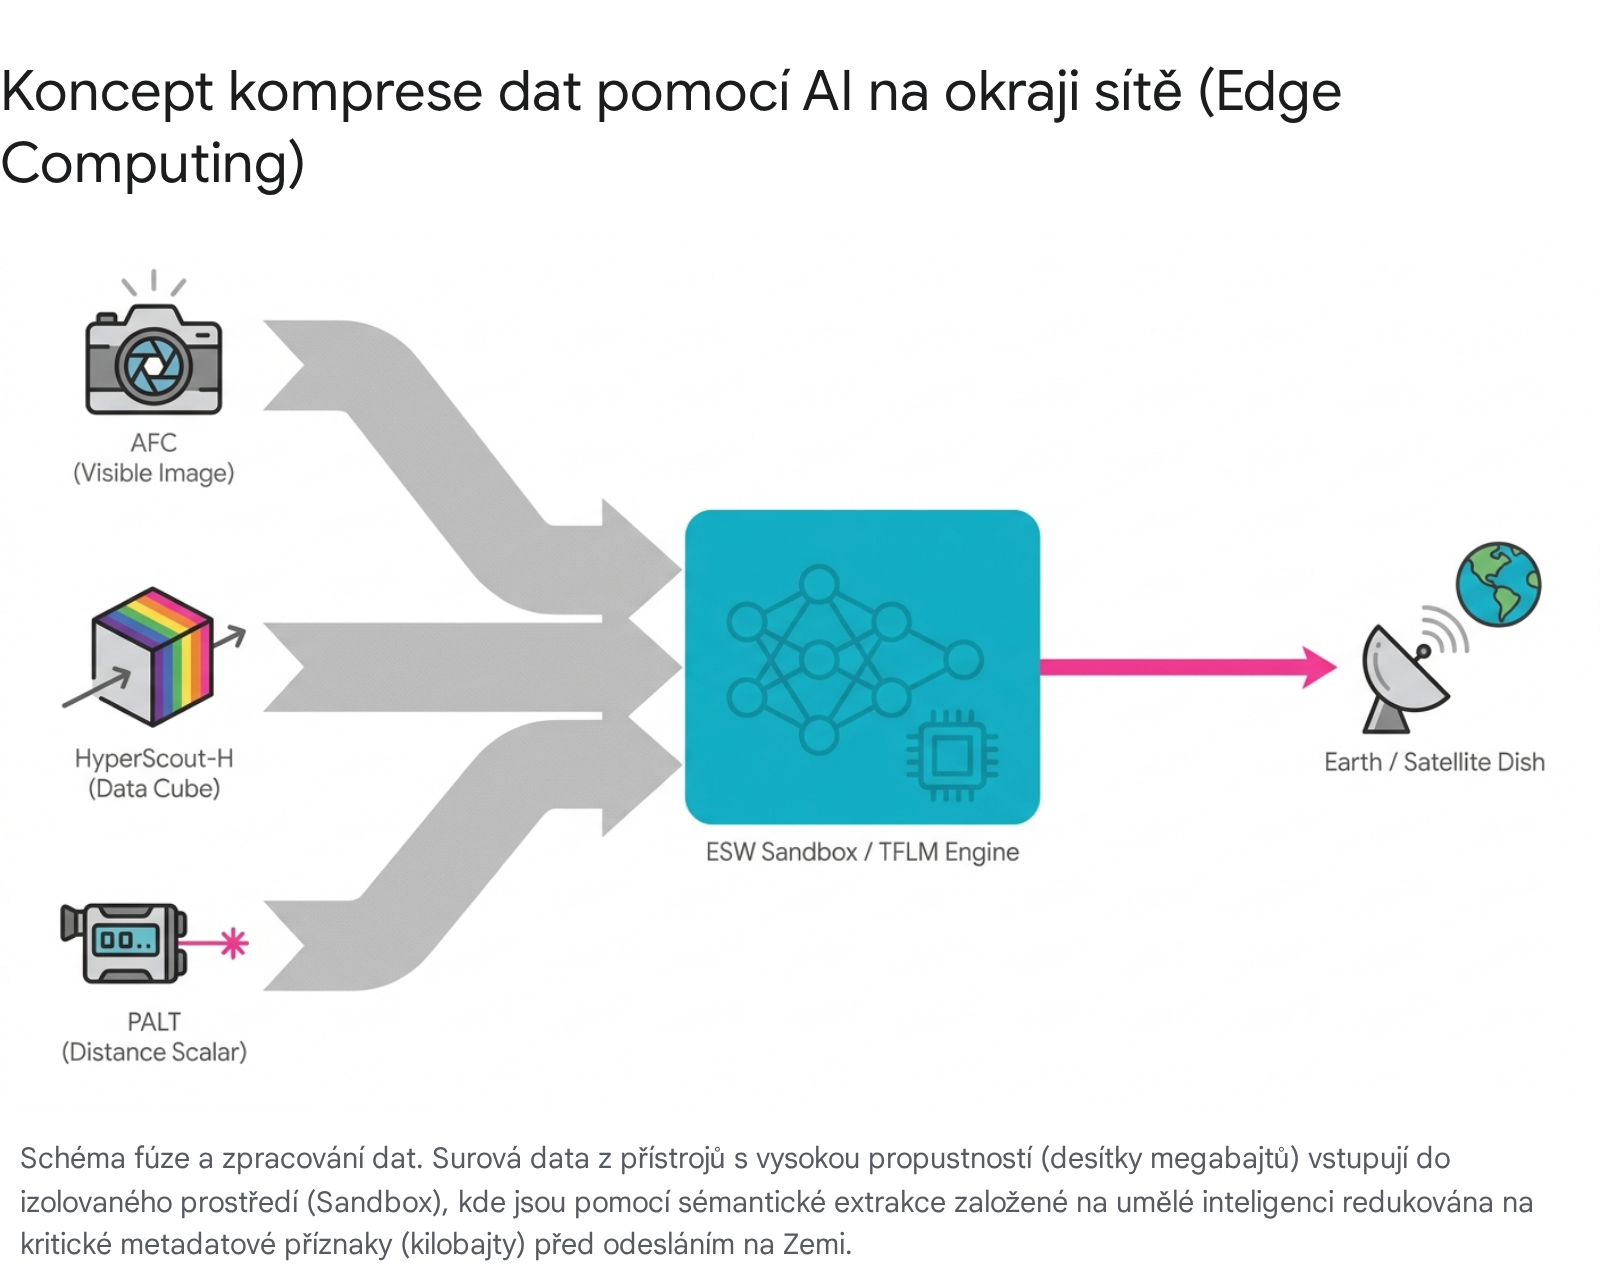 Koncept komprese dat pomocí AI na okraji sítě (Edge
Computing)
AFC
(Visible Image)
HyperScout-H
(Data Cube)
PALT
(Distance Scalar)
ESW Sandbox / TFLM Engine
Earth / Satellite Dish
Schéma fúze a zpracování dat. Surová data z přístrojů s vysokou propustností (desítky megabajtů) vstupují do
izolovaného prostředí (Sandbox), kde jsou pomocí sémantické extrakce založené na umělé inteligenci redukována na
kritické metadatové příznaky (kilobajty) před odesláním na Zemi.